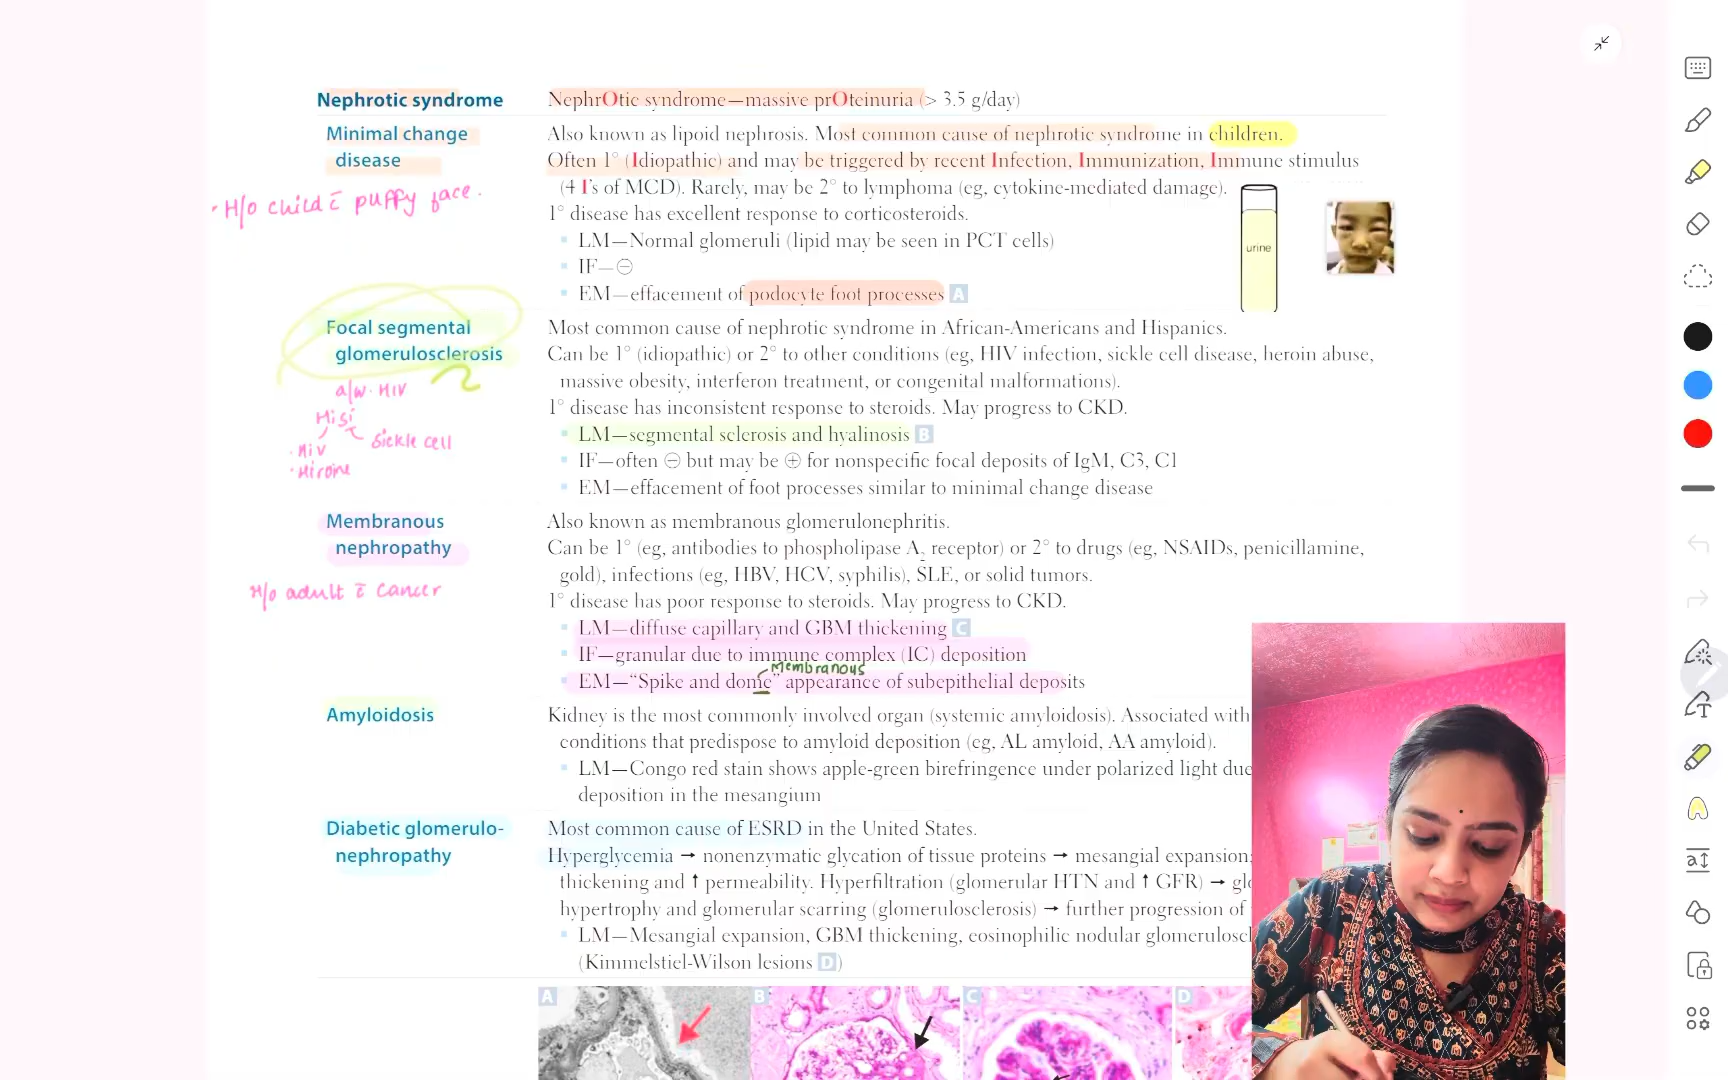 Nephrotic syndrome
NephrOtic syndrome—massive prOteinuria (> 3.5 g/day)
Minimal change
disease
Also known as lipoid nephrosis. Most common cause of nephrotic syndrome in children.
Often 1° (Idiopathic) and may be triggered by recent Infection, Immunization, Immune stimulus
(4 I's of MCD). Rarely, may be 2° to lymphoma (eg, cytokine-mediated damage).
1° disease has excellent response to corticosteroids.
LM—Normal glomeruli (lipid may be seen in PCT cells)
IF—⊖
EM—effacement of podocyte foot processes A
H/o child c̄ puffy face.
urine
Focal segmental
glomerulosclerosis
a/w. HIV
Hisi
Sickle cell
HiV
Hiroine
Most common cause of nephrotic syndrome in African-Americans and Hispanics.
Can be 1° (idiopathic) or 2° to other conditions (eg, HIV infection, sickle cell disease, heroin abuse,
massive obesity, interferon treatment, or congenital malformations).
1° disease has inconsistent response to steroids. May progress to CKD.
LM—segmental sclerosis and hyalinosis B
IF—often ⊖ but may be ⊕ for nonspecific focal deposits of IgM, C3, C1
EM—effacement of foot processes similar to minimal change disease
Membranous
nephropathy
H/o adult c̄ cancer
Also known as membranous glomerulonephritis.
Can be 1° (eg, antibodies to phospholipase A₂ receptor) or 2° to drugs (eg, NSAIDs, penicillamine,
gold), infections (eg, HBV, HCV, syphilis), SLE, or solid tumors.
1° disease has poor response to steroids. May progress to CKD.
LM—diffuse capillary and GBM thickening C
IF—granular due to immune complex (IC) deposition
Membranous
EM—“Spike and dome” appearance of subepithelial deposits
Amyloidosis
Kidney is the most commonly involved organ (systemic amyloidosis). Associated with
conditions that predispose to amyloid deposition (eg, AL amyloid, AA amyloid).
LM—Congo red stain shows apple-green birefringence under polarized light due
deposition in the mesangium
Diabetic glomerulo-
nephropathy
Most common cause of ESRD in the United States.
Hyperglycemia → nonenzymatic glycation of tissue proteins → mesangial expansion;
thickening and ↑ permeability. Hyperfiltration (glomerular HTN and ↑ GFR) →
hypertrophy and glomerular scarring (glomerulosclerosis) → further progression of
LM—Mesangial expansion, GBM thickening, eosinophilic nodular
(Kimmelstiel-Wilson lesions D)
A B C D